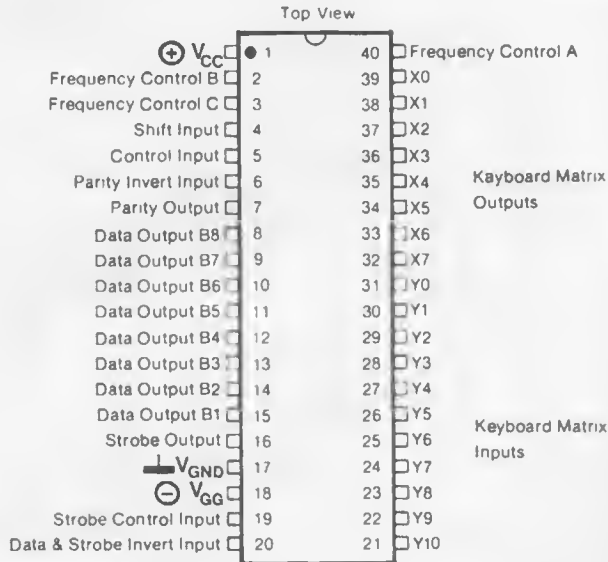 Top View
⊕ VCC 1 40 Frequency Control A
Frequency Control B 2 39 X0
Frequency Control C 3 38 X1
Shift Input 4 37 X2
Control Input 5 36 X3
Parity Invert Input 6 35 X4
Parity Output 7 34 X5
Data Output B8 8 33 X6
Data Output B7 9 32 X7
Data Output B6 10 31 Y0
Data Output B5 11 30 Y1
Data Output B4 12 29 Y2
Data Output B3 13 28 Y3
Data Output B2 14 27 Y4
Data Output B1 15 26 Y5
Strobe Output 16 25 Y6
VGND 17 24 Y7
⊖ VGG 18 23 Y8
Strobe Control Input 19 22 Y9
Data & Strobe Invert Input 20 21 Y10
Keyboard Matrix
Outputs
Keyboard Matrix
Inputs